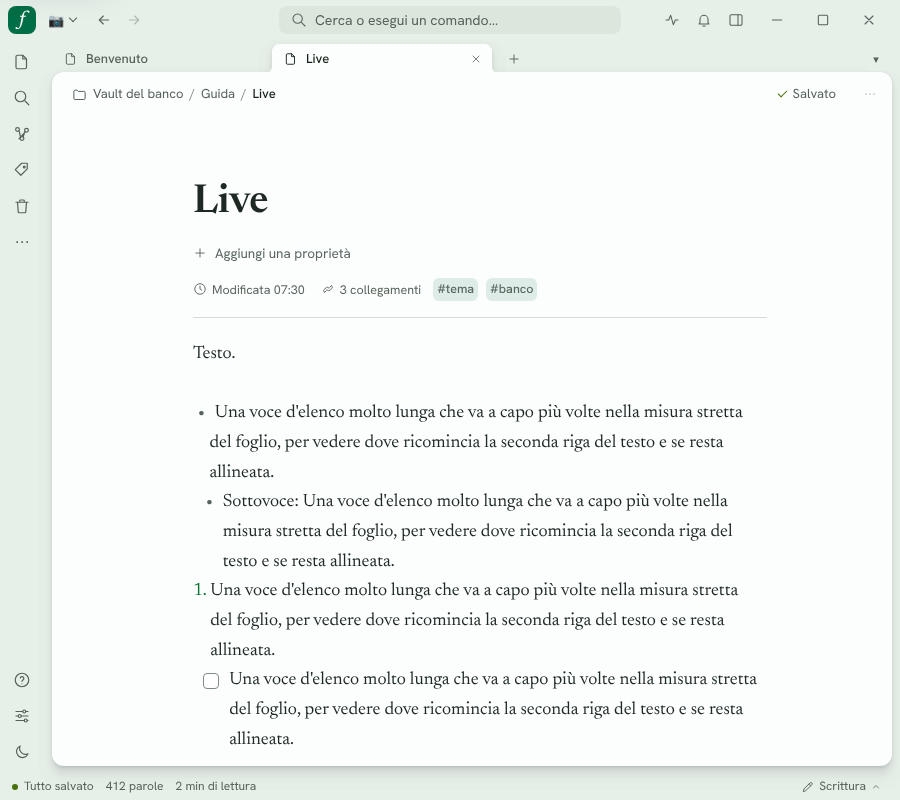 f
Cerca o esegui un comando...
Benvenuto
Live
Vault del banco / Guida / Live
Salvato
Live
Aggiungi una proprietà
Modificata 07:30 3 collegamenti #tema #banco
Testo.
• Una voce d'elenco molto lunga che va a capo più volte nella misura stretta
del foglio, per vedere dove ricomincia la seconda riga del testo e se resta
allineata.
• Sottovoce: Una voce d'elenco molto lunga che va a capo più volte nella
misura stretta del foglio, per vedere dove ricomincia la seconda riga del
testo e se resta allineata.
1. Una voce d'elenco molto lunga che va a capo più volte nella misura stretta
del foglio, per vedere dove ricomincia la seconda riga del testo e se resta
allineata.
Una voce d'elenco molto lunga che va a capo più volte nella misura stretta
del foglio, per vedere dove ricomincia la seconda riga del testo e se resta
allineata.
Tutto salvato 412 parole 2 min di lettura
Scrittura